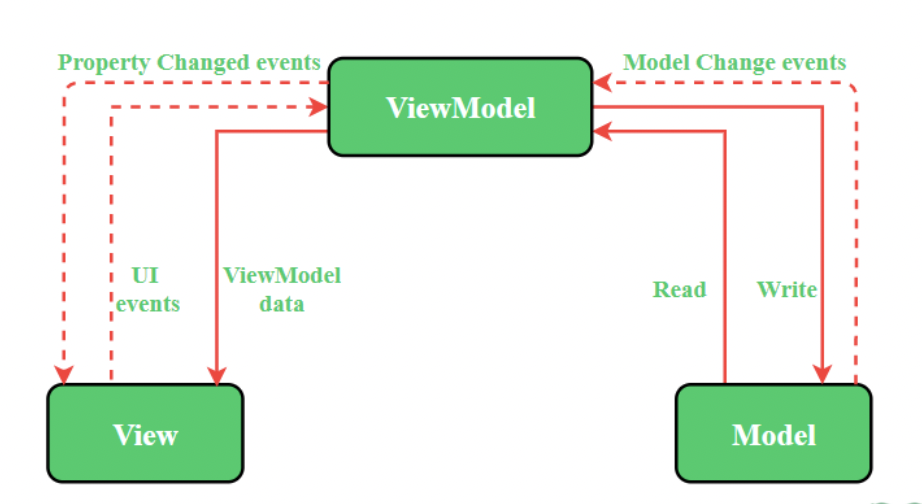 Property Changed events
Model Change events
ViewModel
UI
events
ViewModel
data
Read
Write
View
Model